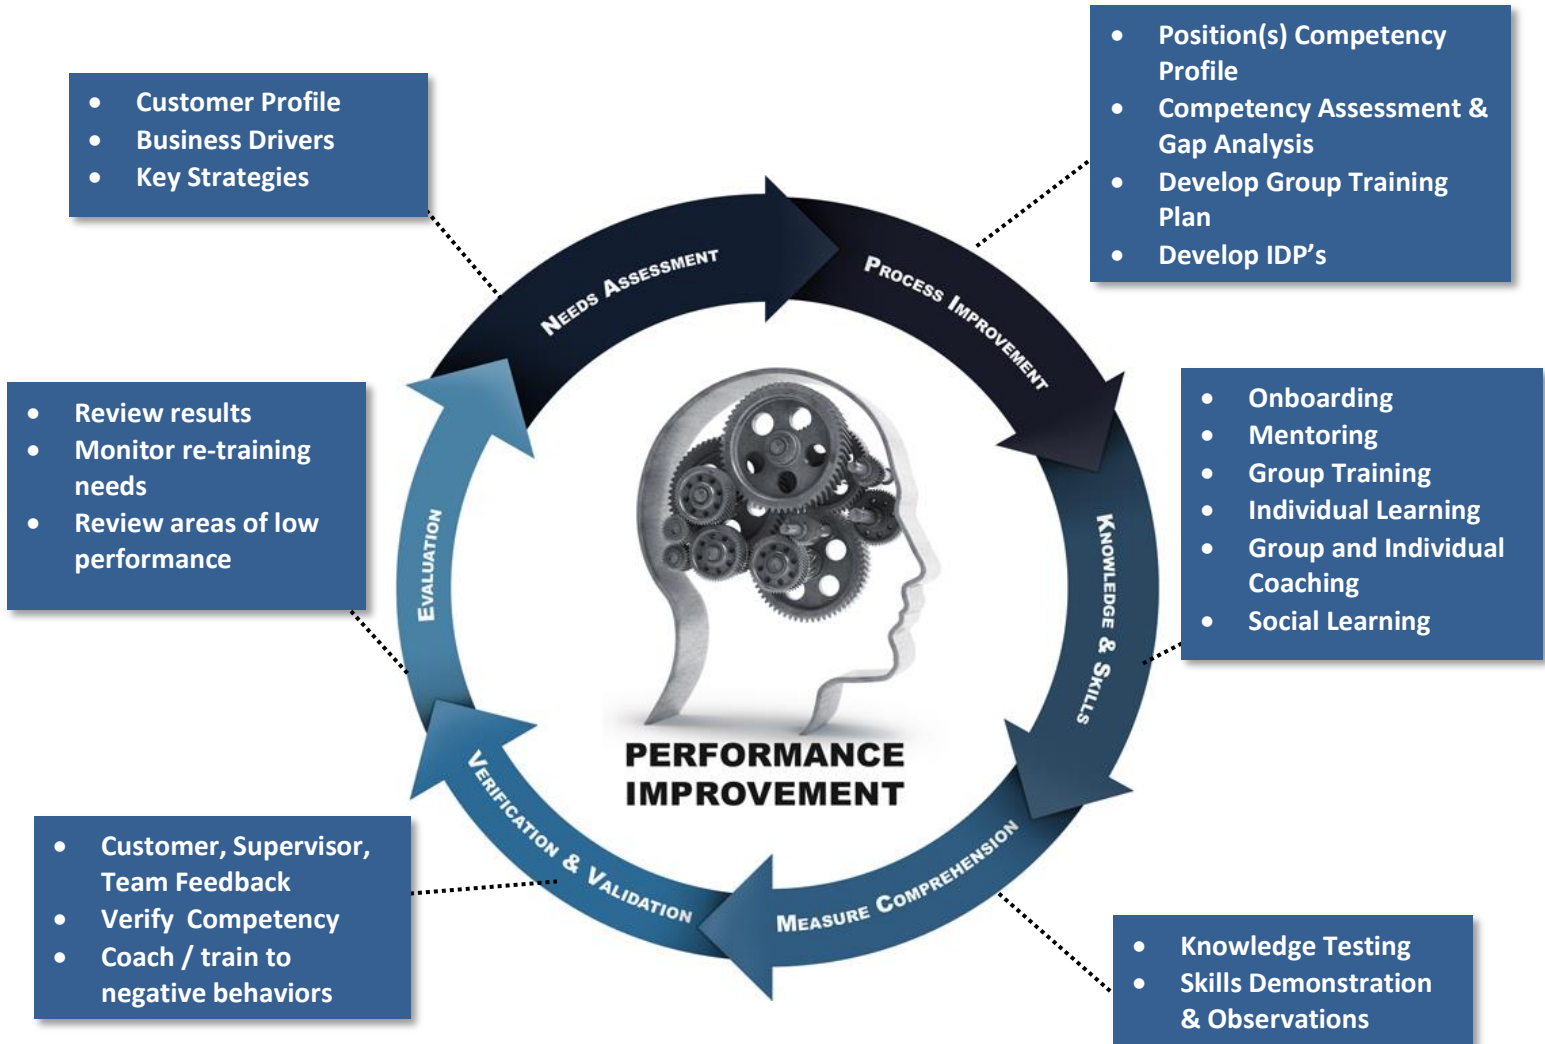 • Customer Profile
• Business Drivers
• Key Strategies
• Position(s) Competency
Profile
• Competency Assessment &
Gap Analysis
• Develop Group Training
Plan
• Develop IDP’s
NEEDS ASSESSMENT
PROCESS IMPROVEMENT
• Onboarding
• Mentoring
• Group Training
• Individual Learning
• Group and Individual
Coaching
• Social Learning
KNOWLEDGE & SKILLS
• Review results
• Monitor re-training
needs
• Review areas of low
performance
EVALUATION
PERFORMANCE
IMPROVEMENT
VERIFICATION & VALIDATION
MEASURE COMPREHENSION
• Customer, Supervisor,
Team Feedback
• Verify  Competency
• Coach / train to
negative behaviors
• Knowledge Testing
• Skills Demonstration
& Observations